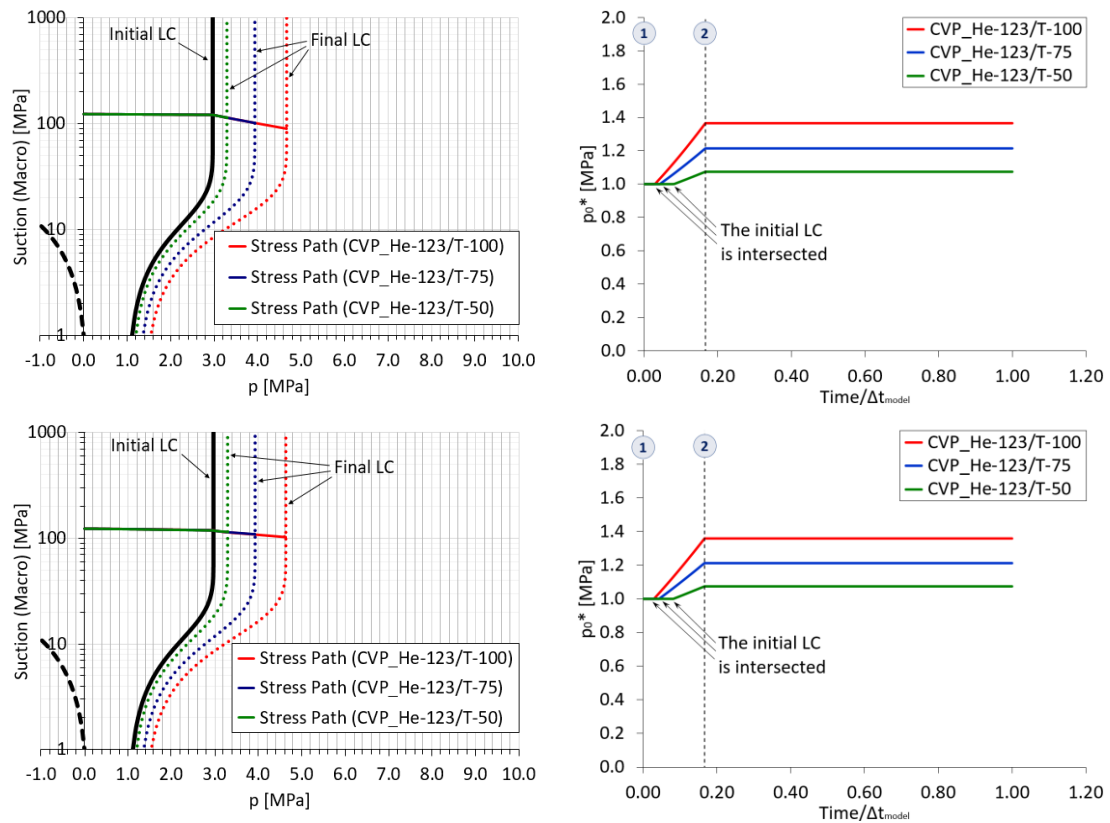 1000
100
10
1
Suction (Macro) [MPa]
Initial LC
Final LC
Stress Path (CVP_He-123/T-100)
Stress Path (CVP_He-123/T-75)
Stress Path (CVP_He-123/T-50)
-1.0 0.0 1.0 2.0 3.0 4.0 5.0 6.0 7.0 8.0 9.0 10.0
p [MPa]
2.0
1.8
1.6
1.4
1.2
1.0
0.8
0.6
0.4
0.2
0.0
p₀* [MPa]
1 2
CVP_He-123/T-100
CVP_He-123/T-75
CVP_He-123/T-50
The initial LC
is intersected
0.00 0.20 0.40 0.60 0.80 1.00 1.20
Time/Δtmodel
1000
100
10
1
Suction (Macro) [MPa]
Initial LC
Final LC
Stress Path (CVP_He-123/T-100)
Stress Path (CVP_He-123/T-75)
Stress Path (CVP_He-123/T-50)
-1.0 0.0 1.0 2.0 3.0 4.0 5.0 6.0 7.0 8.0 9.0 10.0
p [MPa]
2.0
1.8
1.6
1.4
1.2
1.0
0.8
0.6
0.4
0.2
0.0
p₀* [MPa]
1 2
CVP_He-123/T-100
CVP_He-123/T-75
CVP_He-123/T-50
The initial LC
is intersected
0.00 0.20 0.40 0.60 0.80 1.00 1.20
Time/Δtmodel